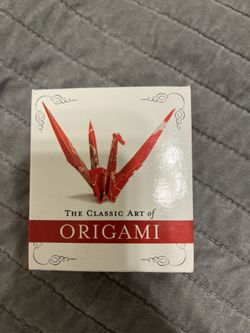 The Classic Art of
ORIGAMI